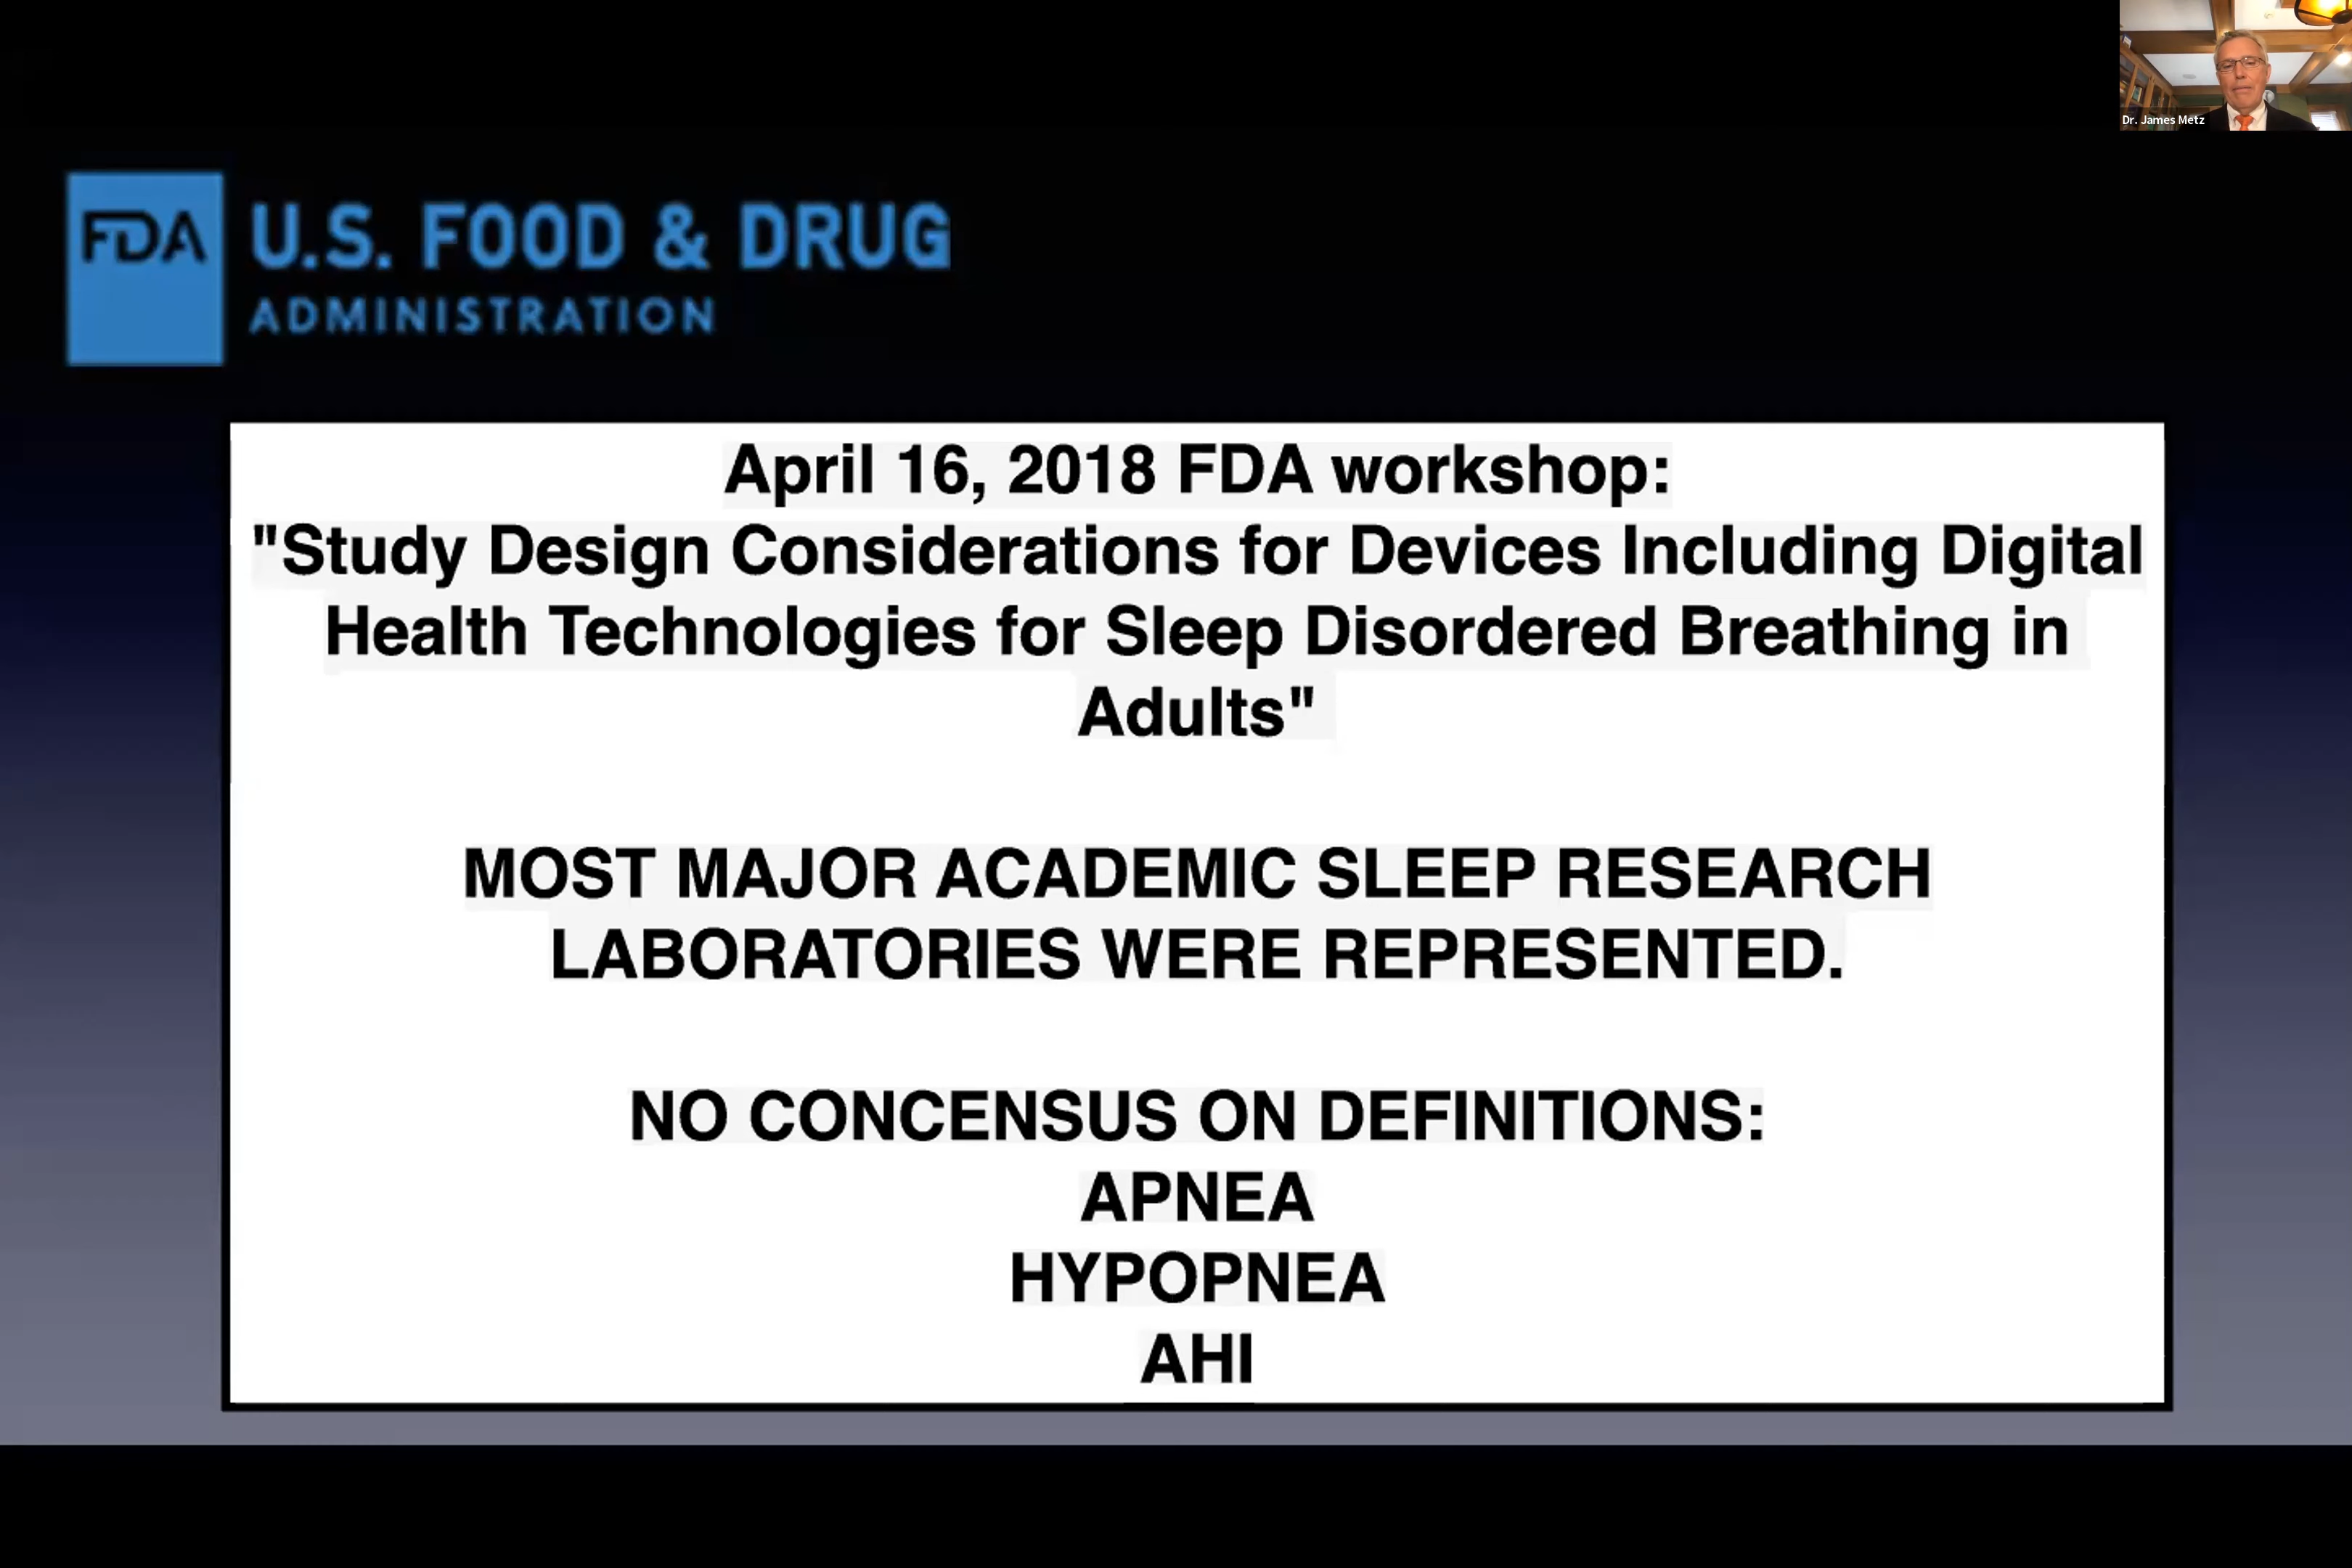 Dr. James Metz
FDA
U.S. FOOD & DRUG
ADMINISTRATION
April 16, 2018 FDA workshop:
"Study Design Considerations for Devices Including Digital
Health Technologies for Sleep Disordered Breathing in
Adults"
MOST MAJOR ACADEMIC SLEEP RESEARCH
LABORATORIES WERE REPRESENTED.
NO CONCENSUS ON DEFINITIONS:
APNEA
HYPOPNEA
AHI